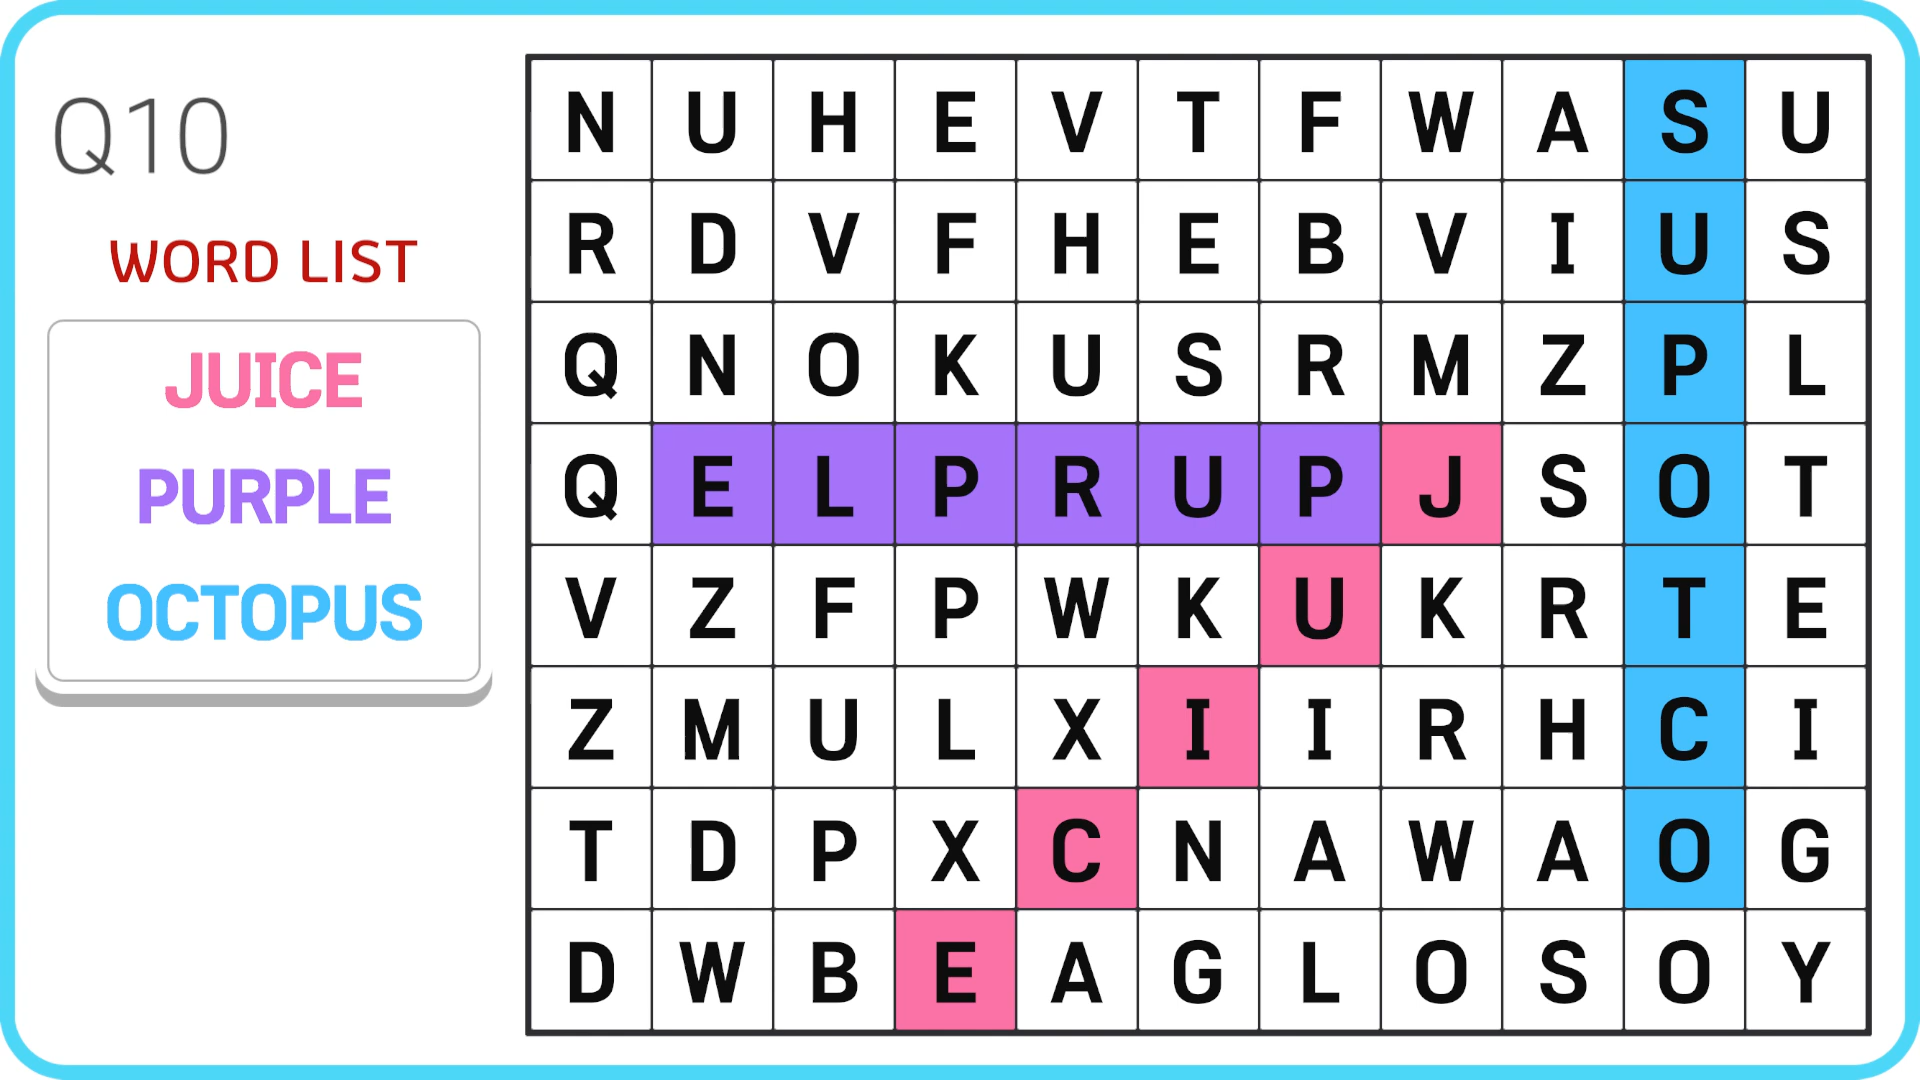 Q10
WORD LIST
JUICE
PURPLE
OCTOPUS
N U H E V T F W A S U
R D V F H E B V I U S
Q N O K U S R M Z P L
Q E L P R U P J S O T
V Z F P W K U K R T E
Z M U L X I I R H C I
T D P X C N A W A O G
D W B E A G L O S O Y